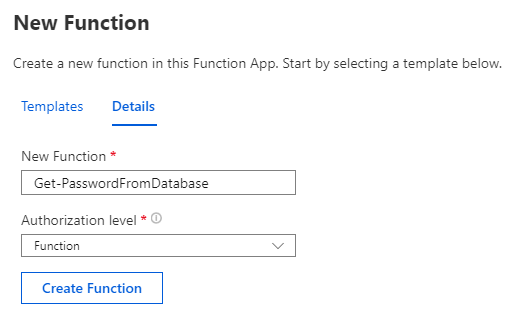 New Function
Create a new function in this Function App. Start by selecting a template below.
Templates Details
New Function *
Get-PasswordFromDatabase
Authorization level *
Function
Create Function